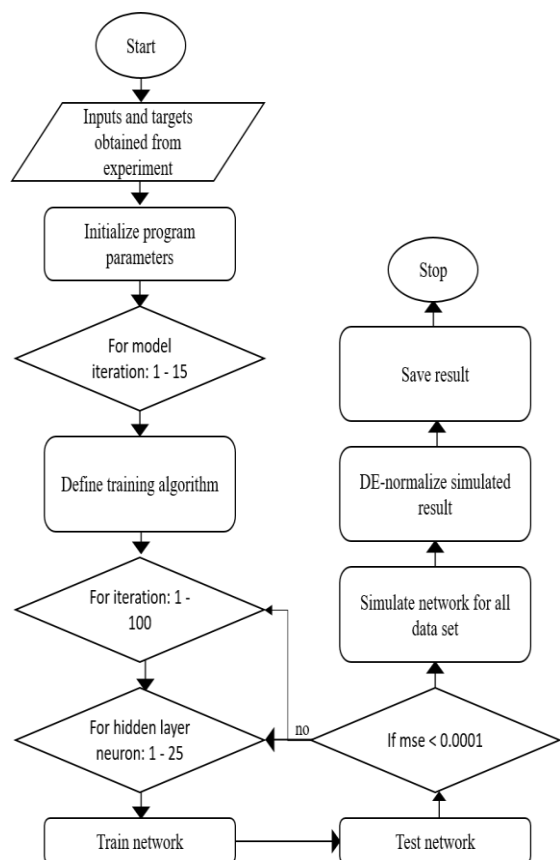 Start
Inputs and targets
obtained from
experiment
Initialize program
parameters
For model
iteration: 1 - 15
Define training algorithm
For iteration: 1 -
100
For hidden layer
neuron: 1 - 25
Train network
Test network
If mse < 0.0001
no
Simulate network for all
data set
DE-normalize simulated
result
Save result
Stop